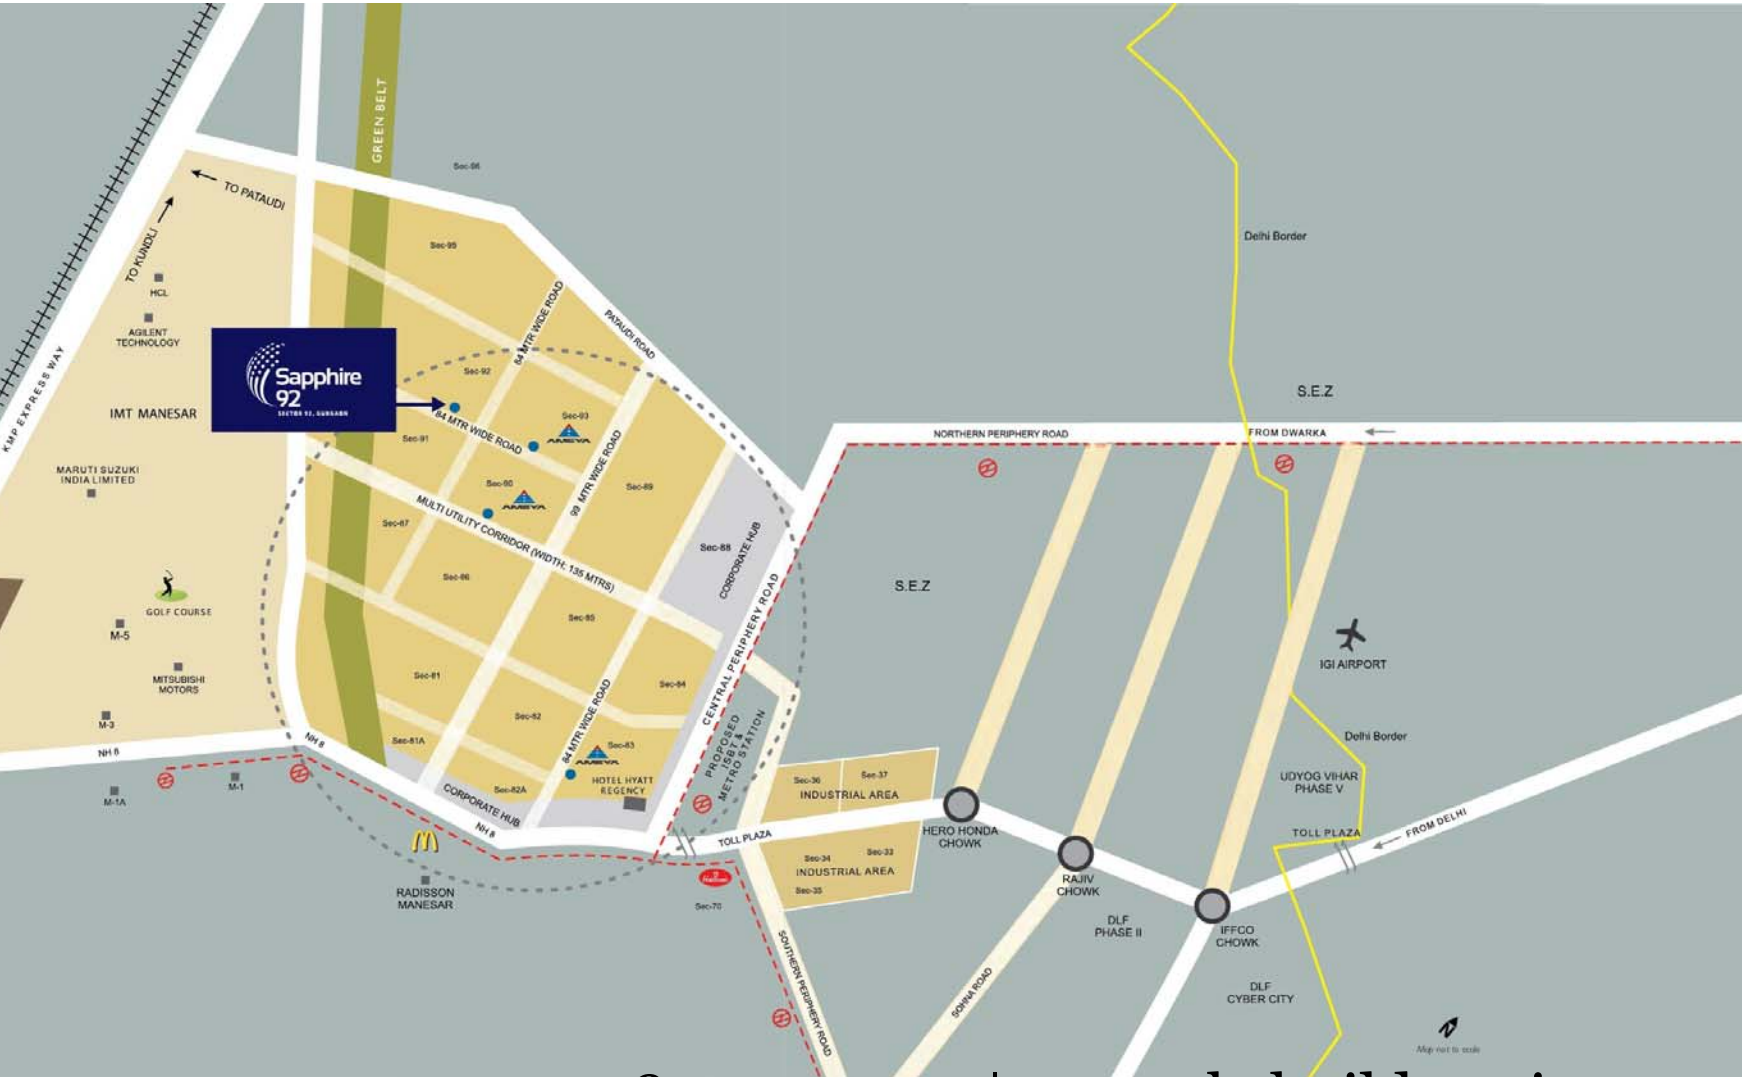 GREEN BELT
Sec-96
TO PATAUDI
TO KUNDLI
Sec-95
Delhi Border
HCL
AGILENT
TECHNOLOGY
KMP EXPRESS WAY
84 MTR WIDE ROAD
PATAUDI ROAD
Sapphire
92
SECTOR 92, GURGAON
Sec-92
IMT MANESAR
84 MTR WIDE ROAD
Sec-93
AMEYA
Sec-91
S.E.Z
NORTHERN PERIPHERY ROAD
FROM DWARKA
MARUTI SUZUKI
INDIA LIMITED
Sec-90
AMEYA
99 MTR WIDE ROAD
Sec-89
MULTI UTILITY CORRIDOR (WIDTH: 135 MTRS)
Sec-87
Sec-88
CORPORATE HUB
Sec-86
S.E.Z
GOLF COURSE
Sec-85
M-5
CENTRAL PERIPHERY ROAD
IGI AIRPORT
MITSUBISHI
MOTORS
Sec-81
Sec-84
M-3
Sec-82
84 MTR WIDE ROAD
PROPOSED
ISBT &
METRO STATION
Delhi Border
NH 8
NH 8
Sec-81A
Sec-83
AMEYA
HOTEL HYATT
REGENCY
Sec-36
Sec-37
INDUSTRIAL AREA
UDYOG VIHAR
PHASE V
M-1A
M-1
Sec-82A
CORPORATE HUB
NH 8
TOLL PLAZA
HERO HONDA
CHOWK
TOLL PLAZA
FROM DELHI
Sec-34
Sec-33
INDUSTRIAL AREA
Sec-35
RADISSON
MANESAR
Sec-70
RAJIV
CHOWK
DLF
PHASE II
IFFCO
CHOWK
SOUTHERN PERIPHERY ROAD
SOHNA ROAD
DLF
CYBER CITY
Map not to scale